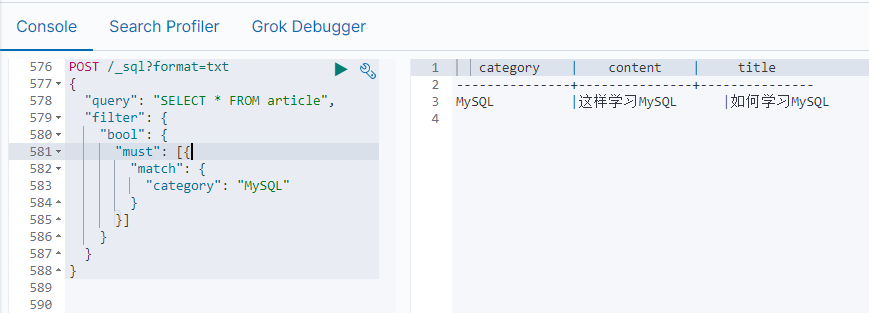 Console Search Profiler Grok Debugger
576 POST /_sql?format=txt
577 {
578 "query": "SELECT * FROM article",
579 "filter": {
580 "bool": {
581 "must": [{
582 "match": {
583 "category": "MySQL"
584 }
585 }]
586 }
587 }
588 }
589
590
1 category | content | title
2 ---------------+---------------+---------------
3 MySQL |这样学习MySQL |如何学习MySQL
4